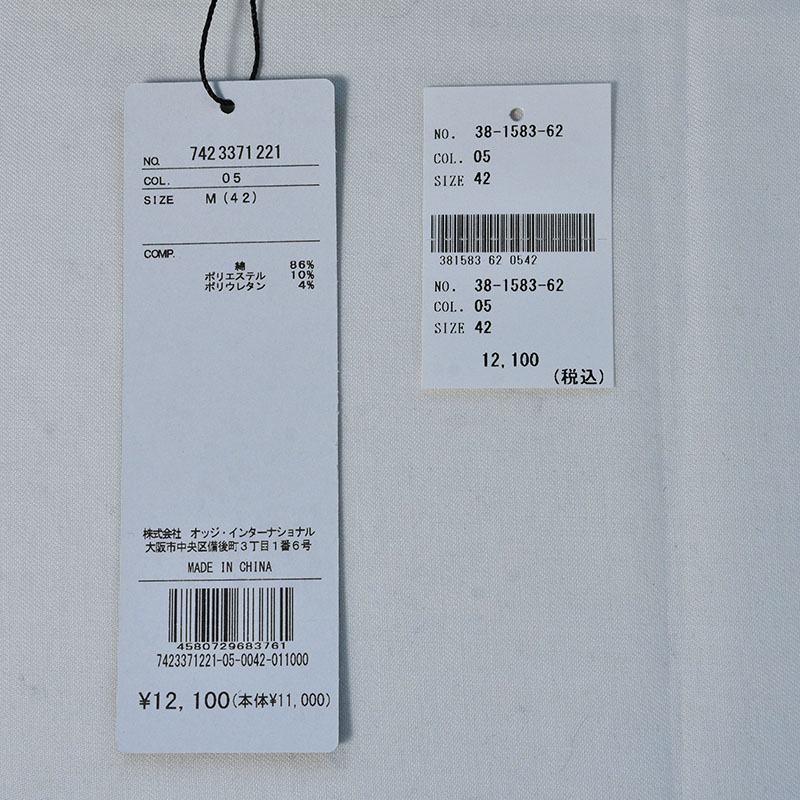 NO. 7423371221
COL. 05
SIZE M(42)
COMP.
綿 86%
ポリエステル 10%
ポリウレタン 4%
株式会社 オッジ・インターナショナル
大阪市中央区備後町3丁目1番6号
MADE IN CHINA
4580729683761
7423371221-05-0042-011000
¥12,100(本体¥11,000)
NO. 38-1583-62
COL. 05
SIZE 42
381583 62 0542
NO. 38-1583-62
COL. 05
SIZE 42
12,100
(税込)